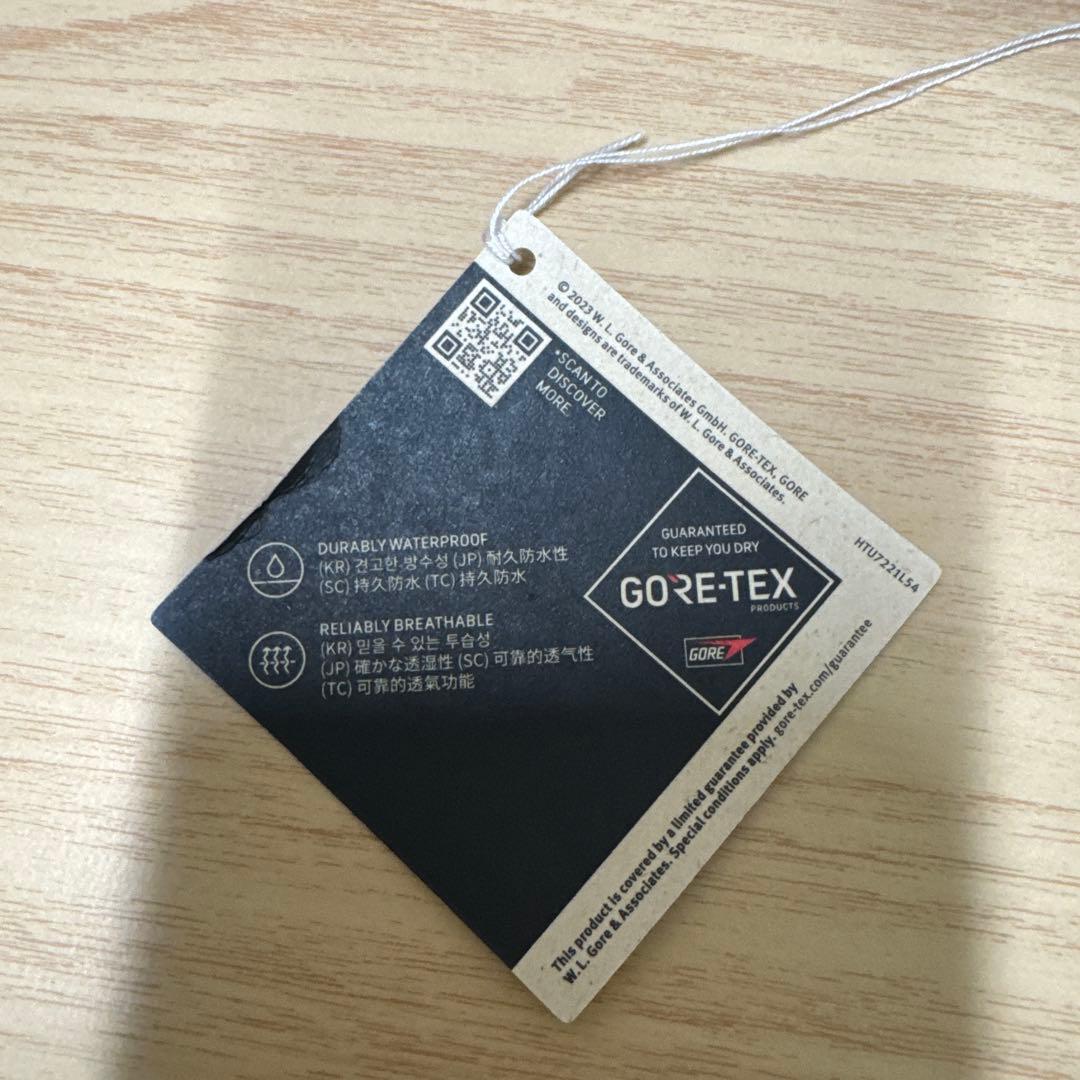 © 2023 W. L. Gore & Associates GmbH. GORE-TEX, GORE
and designs are trademarks of W. L. Gore & Associates.
*SCAN TO
DISCOVER
MORE
HTU7221L54
GUARANTEED
TO KEEP YOU DRY
GORE-TEX
PRODUCTS
GORE
DURABLY WATERPROOF
(KR) 견고한 방수성 (JP) 耐久防水性
(SC) 持久防水 (TC) 持久防水
RELIABLY BREATHABLE
(KR) 믿을 수 있는 투습성
(JP) 確かな透湿性 (SC) 可靠的透气性
(TC) 可靠的透氣功能
This product is covered by a limited guarantee provided by
W. L. Gore & Associates. Special conditions apply. gore-tex.com/guarantee